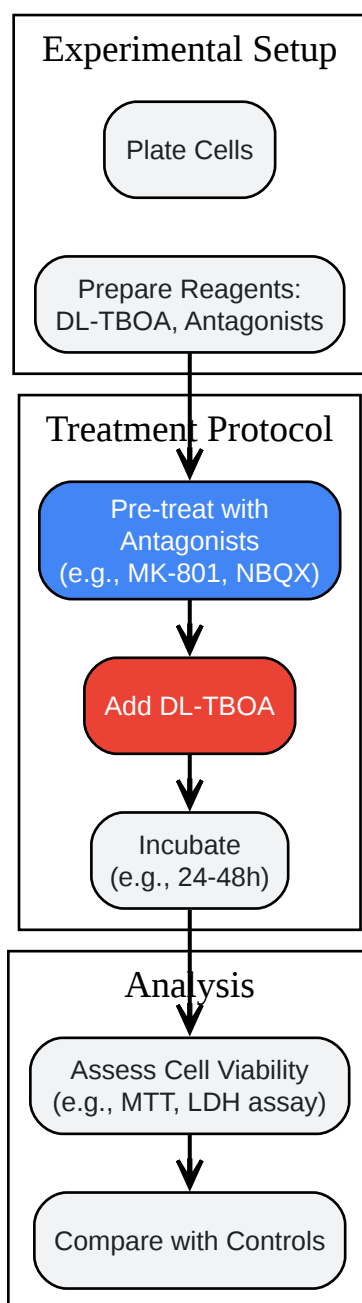 Experimental Setup
Plate Cells
Prepare Reagents:
DL-TBOA, Antagonists
Treatment Protocol
Pre-treat with
Antagonists
(e.g., MK-801, NBQX)
Add DL-TBOA
Incubate
(e.g., 24-48h)
Analysis
Assess Cell Viability
(e.g., MTT, LDH assay)
Compare with Controls